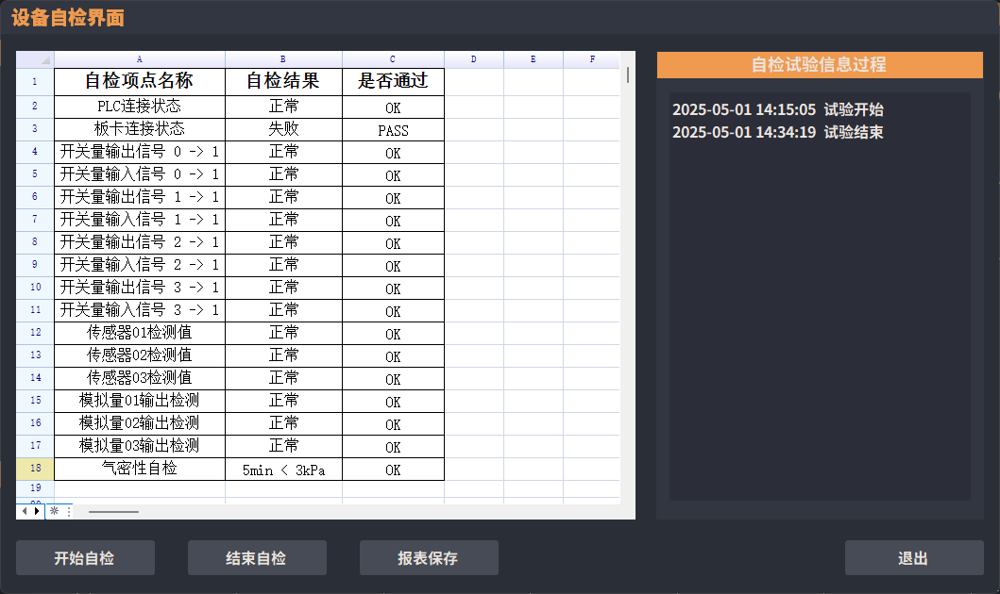 设备自检界面
A B C D E F
1 自检项点名称 自检结果 是否通过
2 PLC连接状态 正常 OK
3 板卡连接状态 失败 PASS
4 开关量输出信号 0 -> 1 正常 OK
5 开关量输入信号 0 -> 1 正常 OK
6 开关量输出信号 1 -> 1 正常 OK
7 开关量输入信号 1 -> 1 正常 OK
8 开关量输出信号 2 -> 1 正常 OK
9 开关量输入信号 2 -> 1 正常 OK
10 开关量输出信号 3 -> 1 正常 OK
11 开关量输入信号 3 -> 1 正常 OK
12 传感器01检测值 正常 OK
13 传感器02检测值 正常 OK
14 传感器03检测值 正常 OK
15 模拟量01输出检测 正常 OK
16 模拟量02输出检测 正常 OK
17 模拟量03输出检测 正常 OK
18 气密性自检 5min < 3kPa OK
19
自检试验信息过程
2025-05-01 14:15:05 试验开始
2025-05-01 14:34:19 试验结束
开始自检 结束自检 报表保存 退出